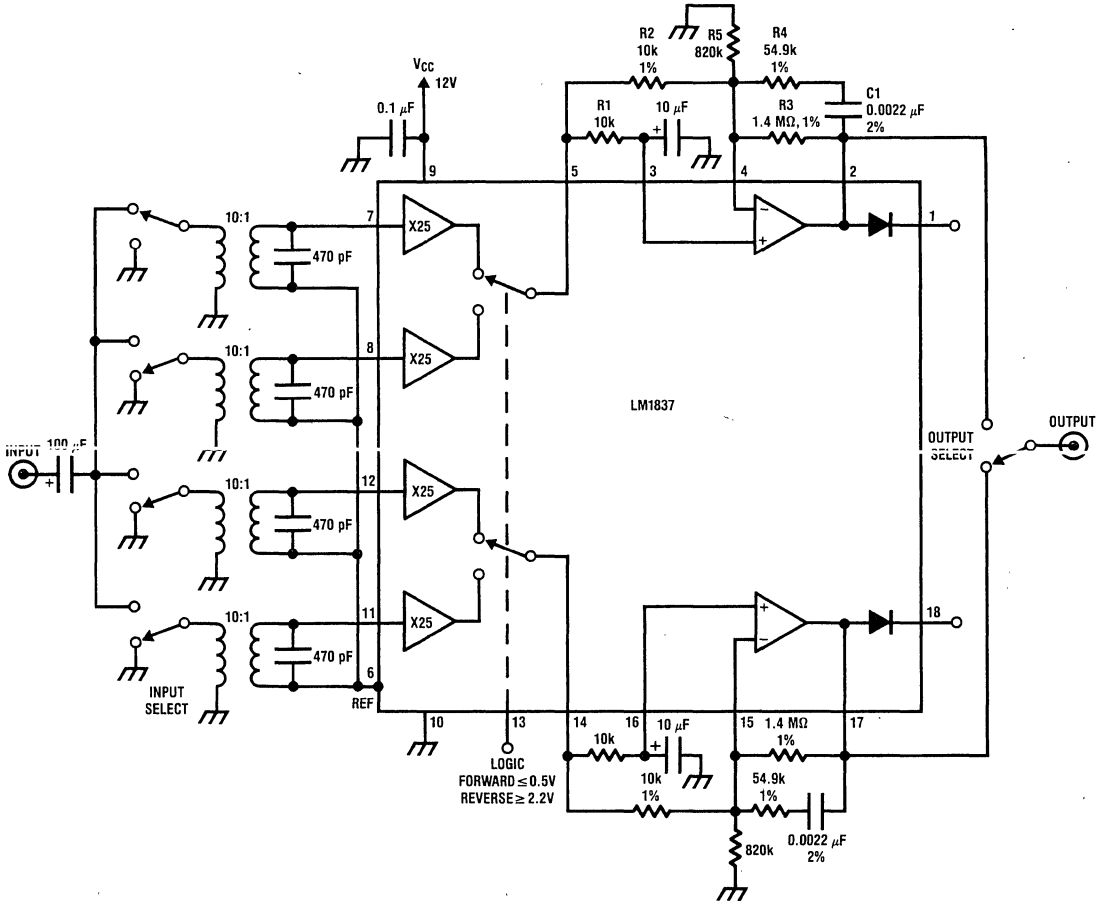 R2
10k
1%
R5
820k
R4
54.9k
1%
VCC
12V
0.1 μF
R1
10k
10 μF
+
R3
1.4 MΩ, 1%
C1
0.0022 μF
2%
9
5
3
4
2
10:1
470 pF
7
X25
−
+
1
10:1
470 pF
8
X25
LM1837
INPUT
100 μF
+
10:1
470 pF
12
X25
OUTPUT
SELECT
OUTPUT
10:1
470 pF
11
X25
+
−
18
INPUT
SELECT
6
REF
10
13
14
16
15
17
LOGIC
FORWARD ≤ 0.5V
REVERSE ≥ 2.2V
10k
+
10 μF
1.4 MΩ
1%
10k
1%
54.9k
1%
0.0022 μF
2%
820k